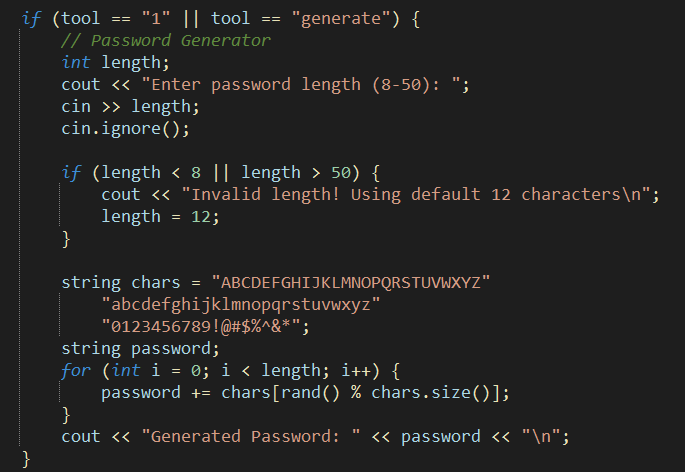 if (tool == "1" || tool == "generate") {
// Password Generator
int length;
cout << "Enter password length (8-50): ";
cin >> length;
cin.ignore();
if (length < 8 || length > 50) {
cout << "Invalid length! Using default 12 characters\n";
length = 12;
}
string chars = "ABCDEFGHIJKLMNOPQRSTUVWXYZ"
"abcdefghijklmnopqrstuvwxyz"
"0123456789!@#$%^&*";
string password;
for (int i = 0; i < length; i++) {
password += chars[rand() % chars.size()];
}
cout << "Generated Password: " << password << "\n";
}